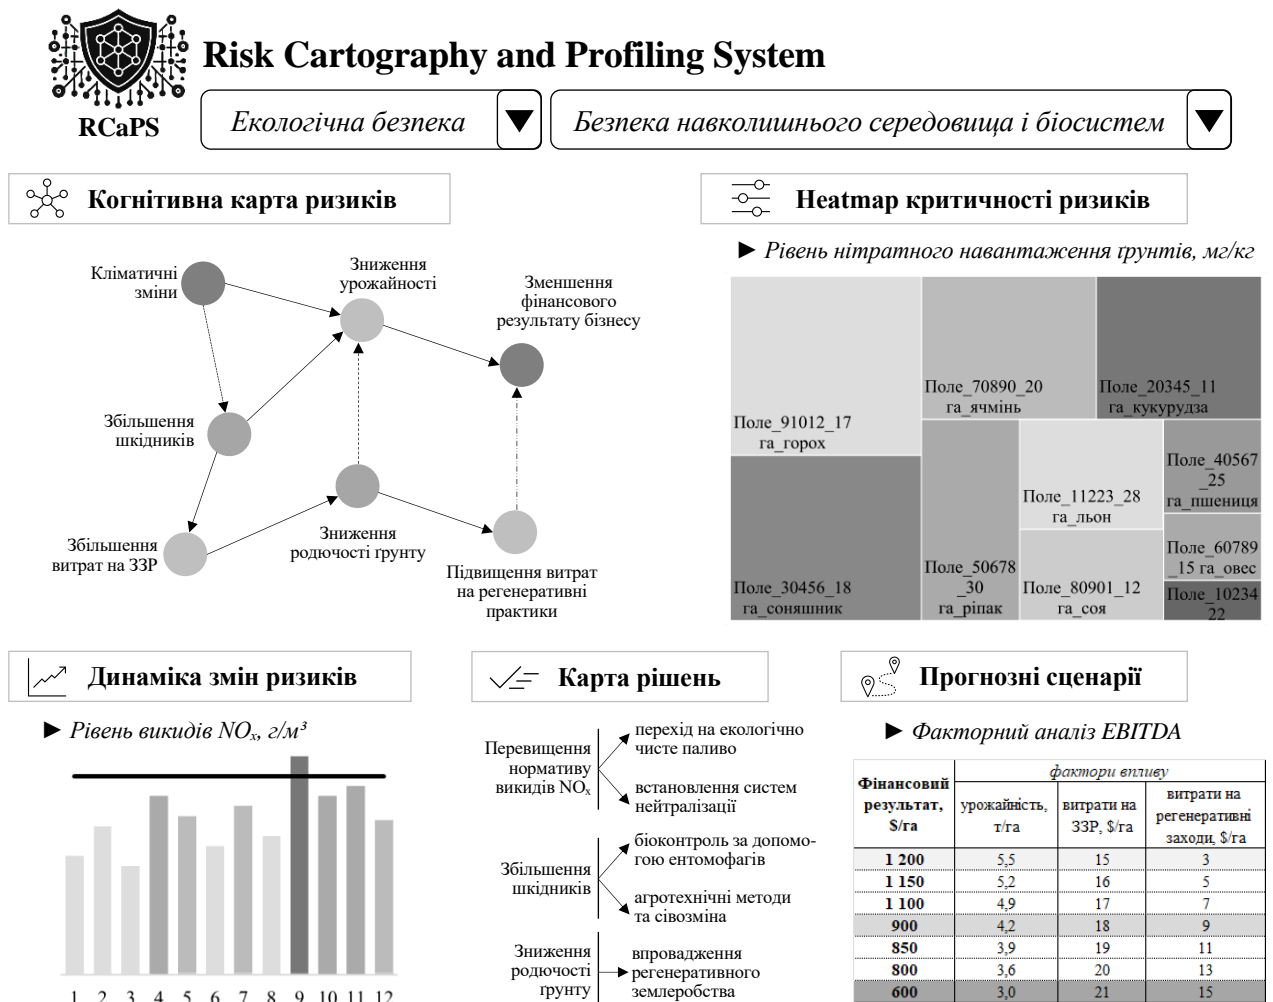 Risk Cartography and Profiling System
RCaPS
Екологічна безпека
Безпека навколишнього середовища і біосистем
Когнітивна карта ризиків
Кліматичні
зміни
Зниження
урожайності
Зменшення
фінансового
результату бізнесу
Збільшення
шкідників
Збільшення
витрат на ЗЗР
Зниження
родючості ґрунту
Підвищення витрат
на регенеративні
практики
Heatmap критичності ризиків
► Рівень нітратного навантаження ґрунтів, мг/кг
Поле_91012_17
га_горох
Поле_70890_20
га_ячмінь
Поле_20345_11
га_кукурудза
Поле_30456_18
га_соняшник
Поле_50678
_30
га_ріпак
Поле_11223_28
га_льон
Поле_80901_12
га_соя
Поле_40567
_25
га_пшениця
Поле_60789
_15 га_овес
Поле_10234
22
Динаміка змін ризиків
► Рівень викидів NOₓ, г/м³
1 2 3 4 5 6 7 8 9 10 11 12
Карта рішень
Перевищення
нормативу
викидів NOₓ
перехід на екологічно
чисте паливо
встановлення систем
нейтралізації
Збільшення
шкідників
біоконтроль за допомо-
гою ентомофагів
агротехнічні методи
та сівозміна
Зниження
родючості
ґрунту
впровадження
регенеративного
землеробства
Прогнозні сценарії
► Факторний аналіз EBITDA
Фінансовий
результат,
$/га
фактори впливу
урожайність,
т/га
витрати на
ЗЗР, $/га
витрати на
регенеративні
заходи, $/га
1 200 5,5 15 3
1 150 5,2 16 5
1 100 4,9 17 7
900 4,2 18 9
850 3,9 19 11
800 3,6 20 13
600 3,0 21 15